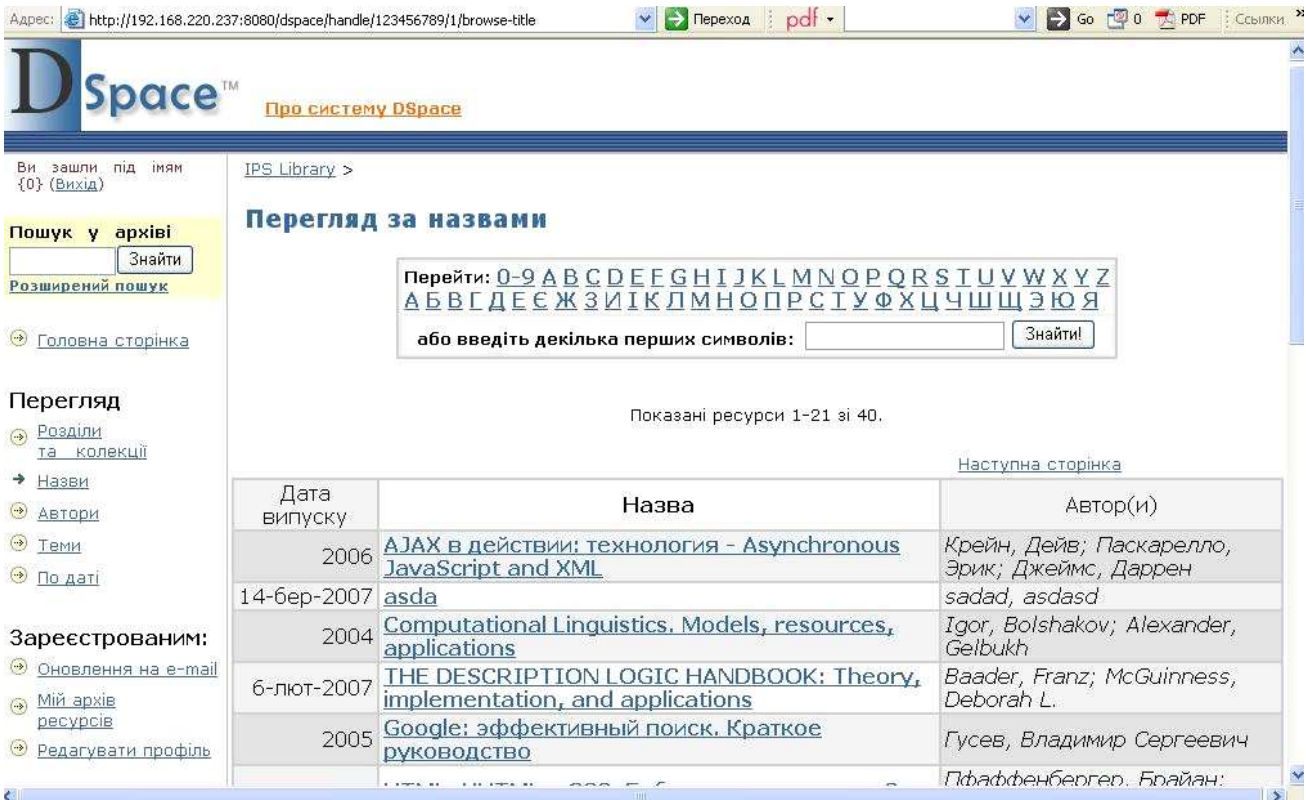 Адрес: http://192.168.220.237:8080/dspace/handle/123456789/1/browse-title Переход pdf Go 0 PDF Ссылки »
DSpace™
Про систему DSpace
Ви зашли під імям
{0} (Вихід)
Пошук у архіві
Знайти
Розширений пошук
Головна сторінка
Перегляд
Розділи
та колекції
Назви
Автори
Теми
По даті
Зареєстрованим:
Оновлення на e-mail
Мій архів
ресурсів
Редагувати профіль
IPS Library >
Перегляд за назвами
Перейти: 0-9 A B C D E F G H I J K L M N O P Q R S T U V W X Y Z
А Б В Г Д Е Є Ж З И І К Л М Н О П Р С Т У Ф Х Ц Ч Ш Щ Э Ю Я
або введіть декілька перших символів: Знайти!
Показані ресурси 1-21 зі 40.
Наступна сторінка
Дата
випуску
Назва
Автор(и)
2006
AJAX в действии: технология - Asynchronous
JavaScript and XML
Крейн, Дейв; Паскарелло,
Эрик; Джеймс, Даррен
14-бер-2007 asda sadad, asdasd
2004
Computational Linguistics. Models, resources,
applications
Igor, Bolshakov; Alexander,
Gelbukh
6-лют-2007
THE DESCRIPTION LOGIC HANDBOOK: Theory,
implementation, and applications
Baader, Franz; McGuinness,
Deborah L.
2005
Google: эффективный поиск. Краткое
руководство
Гусев, Владимир Сергеевич
Пфаффенбергер, Брайан;